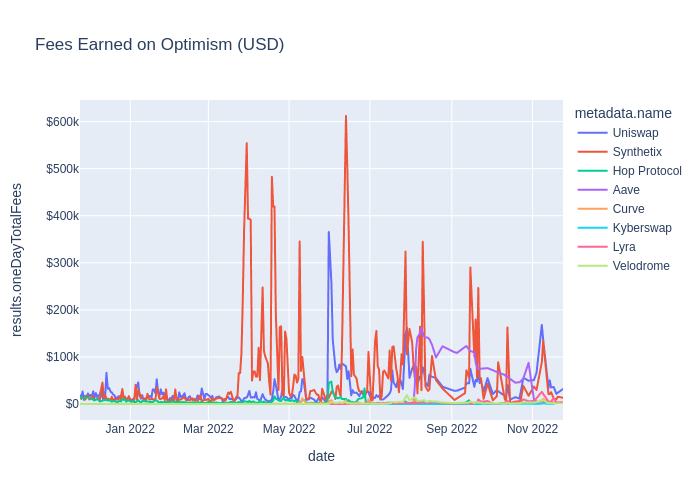 Fees Earned on Optimism (USD)
metadata.name
Uniswap
Synthetix
Hop Protocol
Aave
Curve
Kyberswap
Lyra
Velodrome
results.oneDayTotalFees
$600k
$500k
$400k
$300k
$200k
$100k
$0
Jan 2022
Mar 2022
May 2022
Jul 2022
Sep 2022
Nov 2022
date